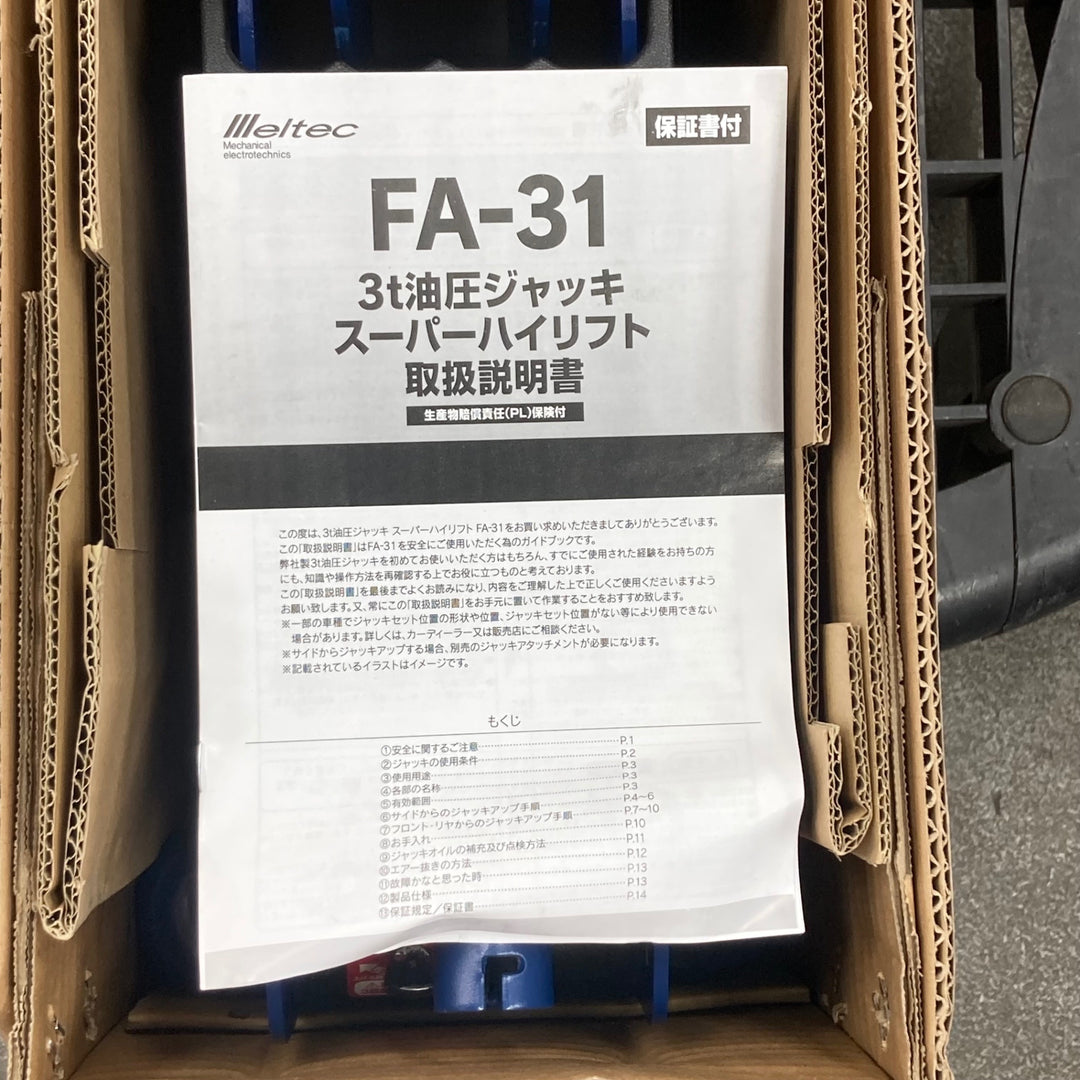 Meltec
Mechanical
electrotechnics
保証書付
FA-31
3t油圧ジャッキ
スーパーハイリフト
取扱説明書
生産物賠償責任(PL)保険付
この度は、3t油圧ジャッキ スーパーハイリフト FA-31をお買い求めいただきましてありがとうございます。
この「取扱説明書」はFA-31を安全にご使用いただく為のガイドブックです。
弊社製3t油圧ジャッキを初めてお使いいただく方はもちろん、すでにご使用された経験をお持ちの方
にも、知識や操作方法を再確認する上でお役に立つものと考えております。
この「取扱説明書」を最後までよくお読みになり、内容をご理解した上で正しくご使用くださいますよう
お願い致します。又、常にこの「取扱説明書」をお手元に置いて作業することをおすすめ致します。
※一部の車種でジャッキセット位置の形状や位置、ジャッキセット位置がない等により使用できない
場合があります。詳しくは、カーディーラー又は販売店にご相談ください。
※サイドからジャッキアップする場合、別売のジャッキアタッチメントが必要になります。
※記載されているイラストはイメージです。
もくじ
①安全に関するご注意 P.1
②ジャッキの使用条件 P.2
③使用用途 P.3
④各部の名称 P.3
⑤有効範囲 P.3
⑥サイドからのジャッキアップ手順 P.4~6
⑦フロント・リヤからのジャッキアップ手順 P.7~10
⑧お手入れ P.10
⑨ジャッキオイルの補充及び点検方法 P.11
⑩エアー抜きの方法 P.12
⑪故障かなと思った時 P.13
⑫製品仕様 P.13
⑬保証規定／保証書 P.14